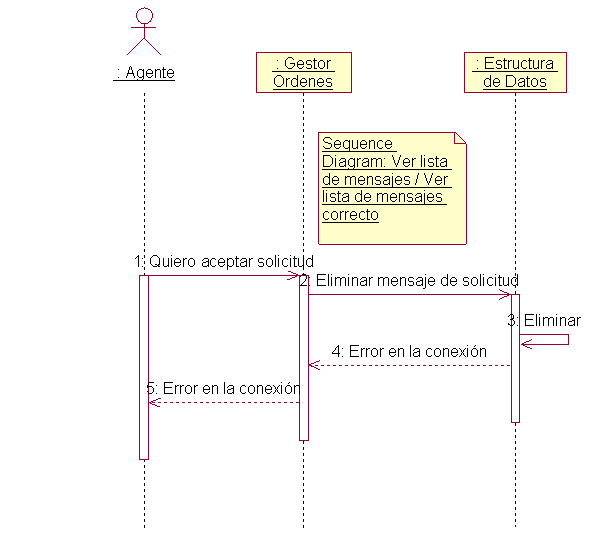 : Agente
: Gestor
Ordenes
: Estructura
de Datos
Sequence
Diagram: Ver lista
de mensajes / Ver
lista de mensajes
correcto
1: Quiero aceptar solicitud
2: Eliminar mensaje de solicitud
3: Eliminar
4: Error en la conexión
5: Error en la conexión